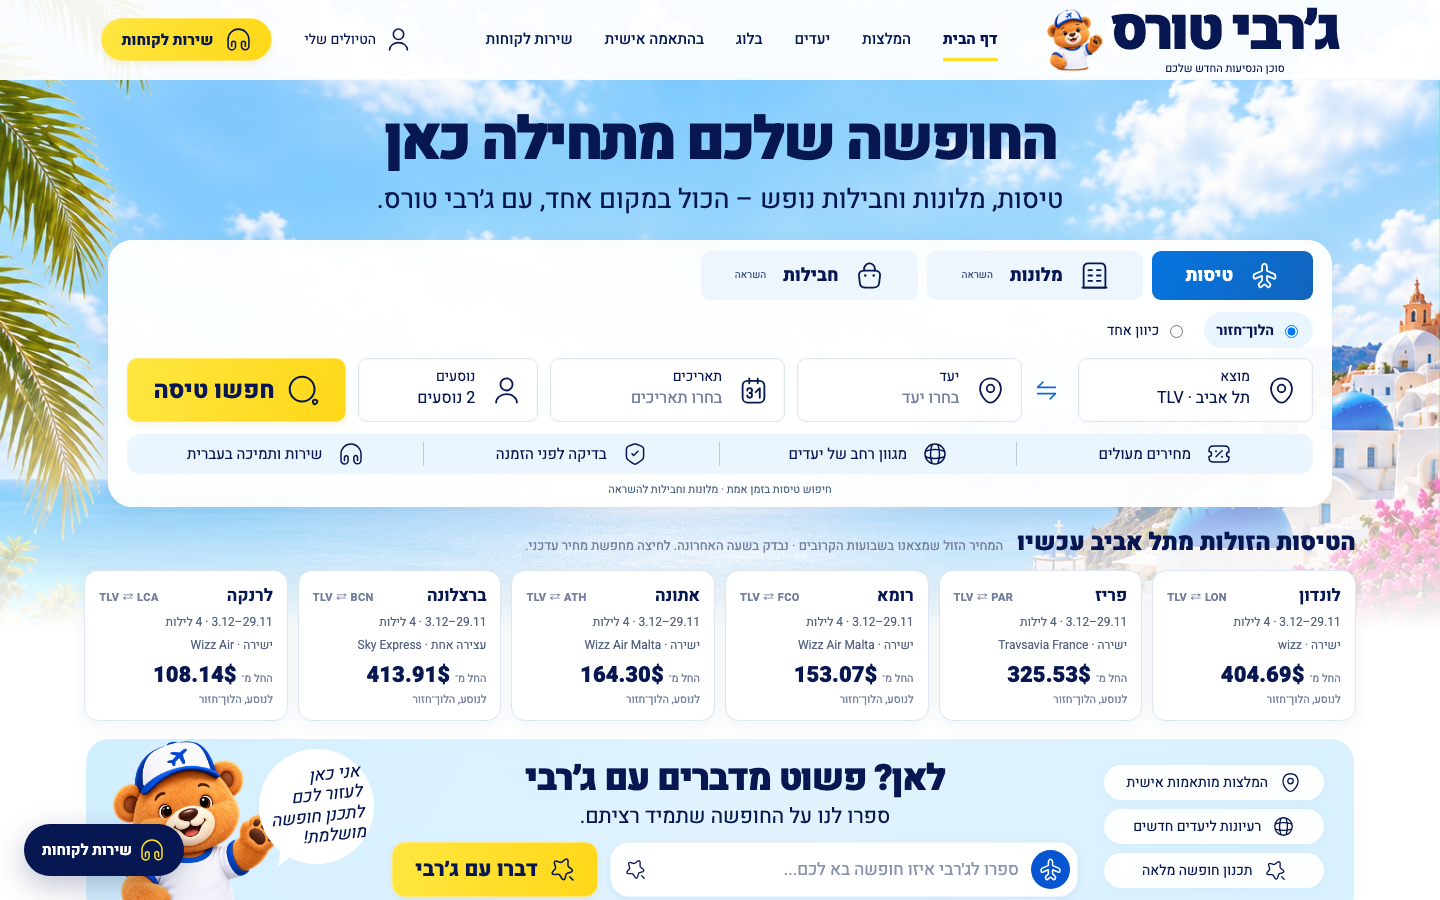 ג׳רבי טורס
סוכן הנסיעות החדש שלכם
דף הבית
המלצות
יעדים
בלוג
בהתאמה אישית
שירות לקוחות
הטיולים שלי
שירות לקוחות
החופשה שלכם מתחילה כאן
טיסות, מלונות וחבילות נופש – הכול במקום אחד, עם ג׳רבי טורס.
טיסות
מלונות השראה
חבילות השראה
הלוך־חזור
כיוון אחד
מוצא
תל אביב · TLV
יעד
בחרו יעד
תאריכים
בחרו תאריכים
נוסעים
2 נוסעים
חפשו טיסה
מחירים מעולים
מגוון רחב של יעדים
בדיקה לפני הזמנה
שירות ותמיכה בעברית
חיפוש טיסות בזמן אמת · מלונות וחבילות להשראה
הטיסות הזולות מתל אביב עכשיו
המחיר הזול שמצאנו בשבועות הקרובים · נבדק בשעה האחרונה. לחיצה מחפשת מחיר עדכני.
לונדון TLV ⇄ LON
29.11–3.12 · 4 לילות
ישירה · wizz
החל מ־ 404.69$
לנוסע, הלוך־חזור
פריז TLV ⇄ PAR
29.11–3.12 · 4 לילות
ישירה · Travsavia France
החל מ־ 325.53$
לנוסע, הלוך־חזור
רומא TLV ⇄ FCO
29.11–3.12 · 4 לילות
ישירה · Wizz Air Malta
החל מ־ 153.07$
לנוסע, הלוך־חזור
אתונה TLV ⇄ ATH
29.11–3.12 · 4 לילות
ישירה · Wizz Air Malta
החל מ־ 164.30$
לנוסע, הלוך־חזור
ברצלונה TLV ⇄ BCN
29.11–3.12 · 4 לילות
עצירה אחת · Sky Express
החל מ־ 413.91$
לנוסע, הלוך־חזור
לרנקה TLV ⇄ LCA
29.11–3.12 · 4 לילות
ישירה · Wizz Air
החל מ־ 108.14$
לנוסע, הלוך־חזור
המלצות מותאמות אישית
רעיונות ליעדים חדשים
תכנון חופשה מלאה
לאן? פשוט מדברים עם ג׳רבי
ספרו לנו על החופשה שתמיד רציתם.
ספרו לג׳רבי איזו חופשה בא לכם...
דברו עם ג׳רבי
אני כאן
לעזור לכם
לתכנן חופשה
מושלמת!
שירות לקוחות